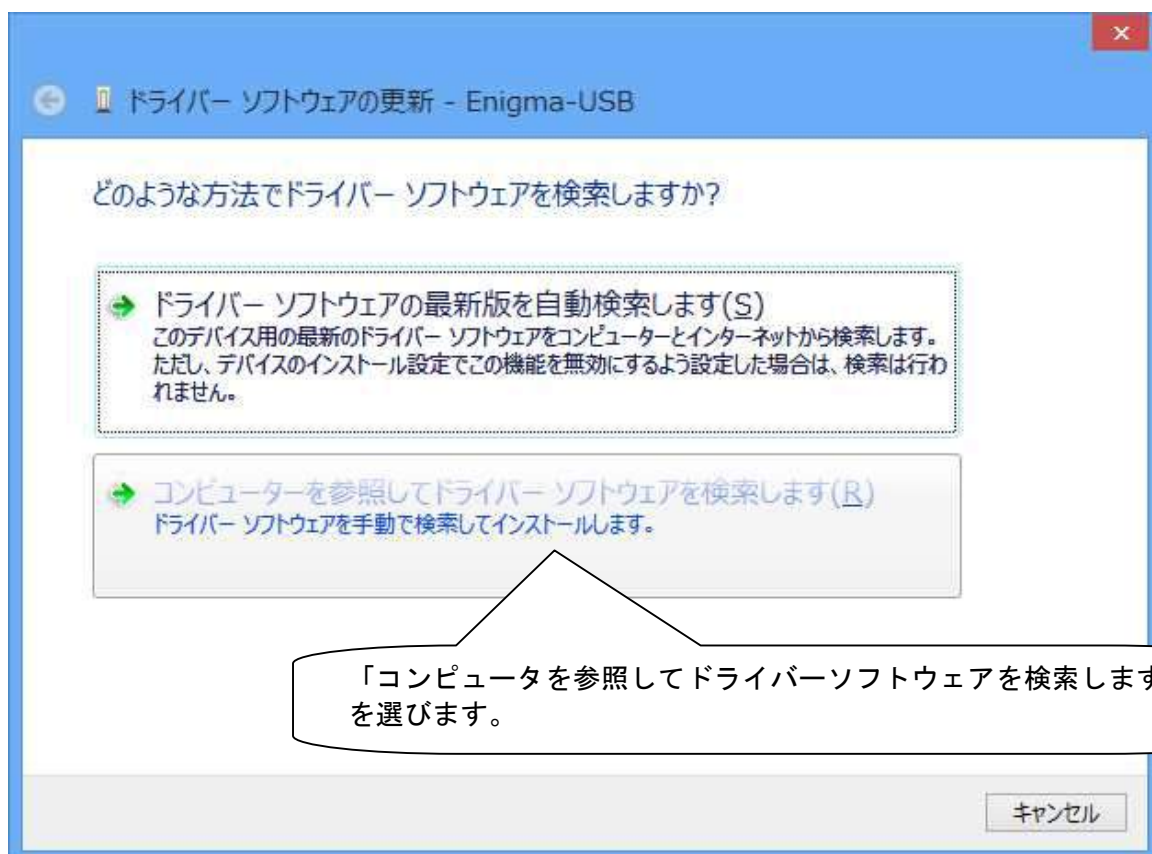 ドライバー ソフトウェアの更新 - Enigma-USB
どのような方法でドライバー ソフトウェアを検索しますか?
ドライバー ソフトウェアの最新版を自動検索します(S)
このデバイス用の最新のドライバー ソフトウェアをコンピューターとインターネットから検索します。
ただし、デバイスのインストール設定でこの機能を無効にするよう設定した場合は、検索は行わ
れません。
コンピューターを参照してドライバー ソフトウェアを検索します(R)
ドライバー ソフトウェアを手動で検索してインストールします。
「コンピュータを参照してドライバーソフトウェアを検索します
を選びます。
キャンセル